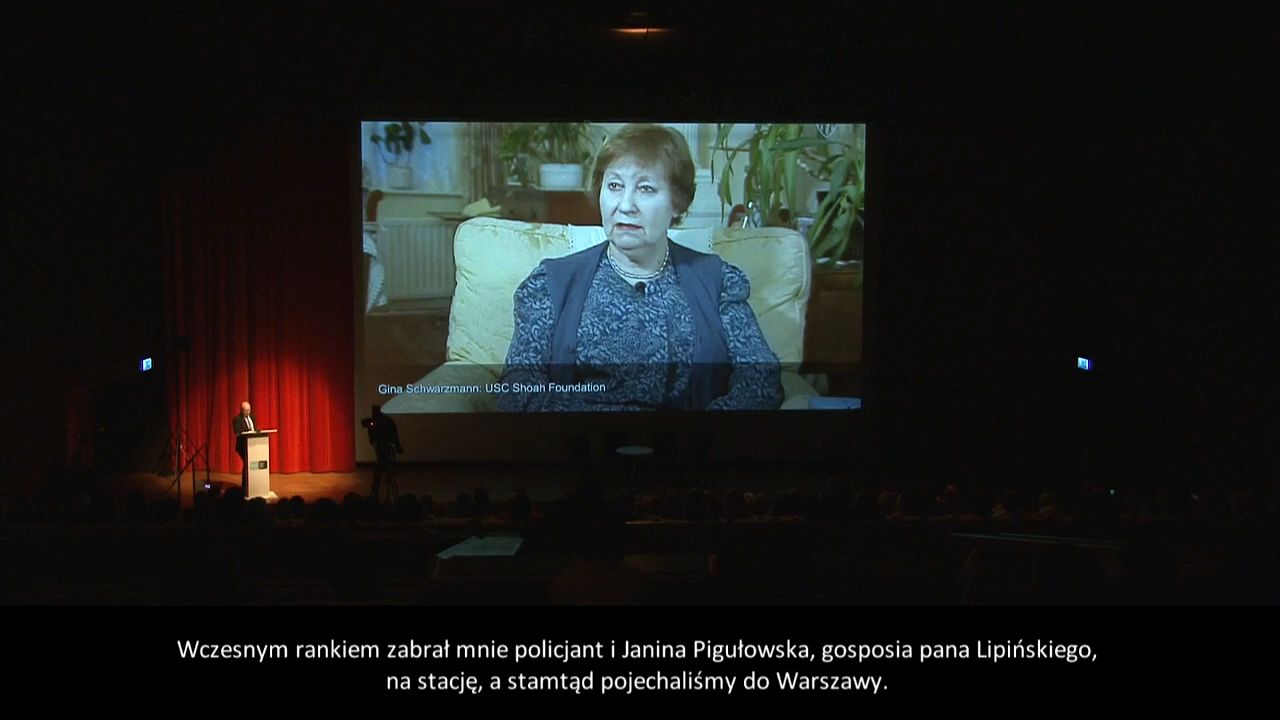 Gina Schwarzmann: USC Shoah Foundation
Wczesnym rankiem zabrał mnie policjant i Janina Pigułowska, gosposia pana Lipińskiego,
na stację, a stamtąd pojechaliśmy do Warszawy.